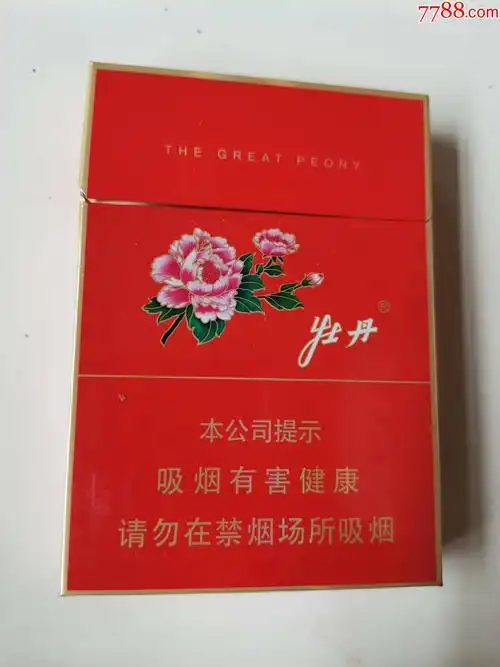 7788.com
THE GREAT PEONY
牡丹®
本公司提示
吸烟有害健康
请勿在禁烟场所吸烟